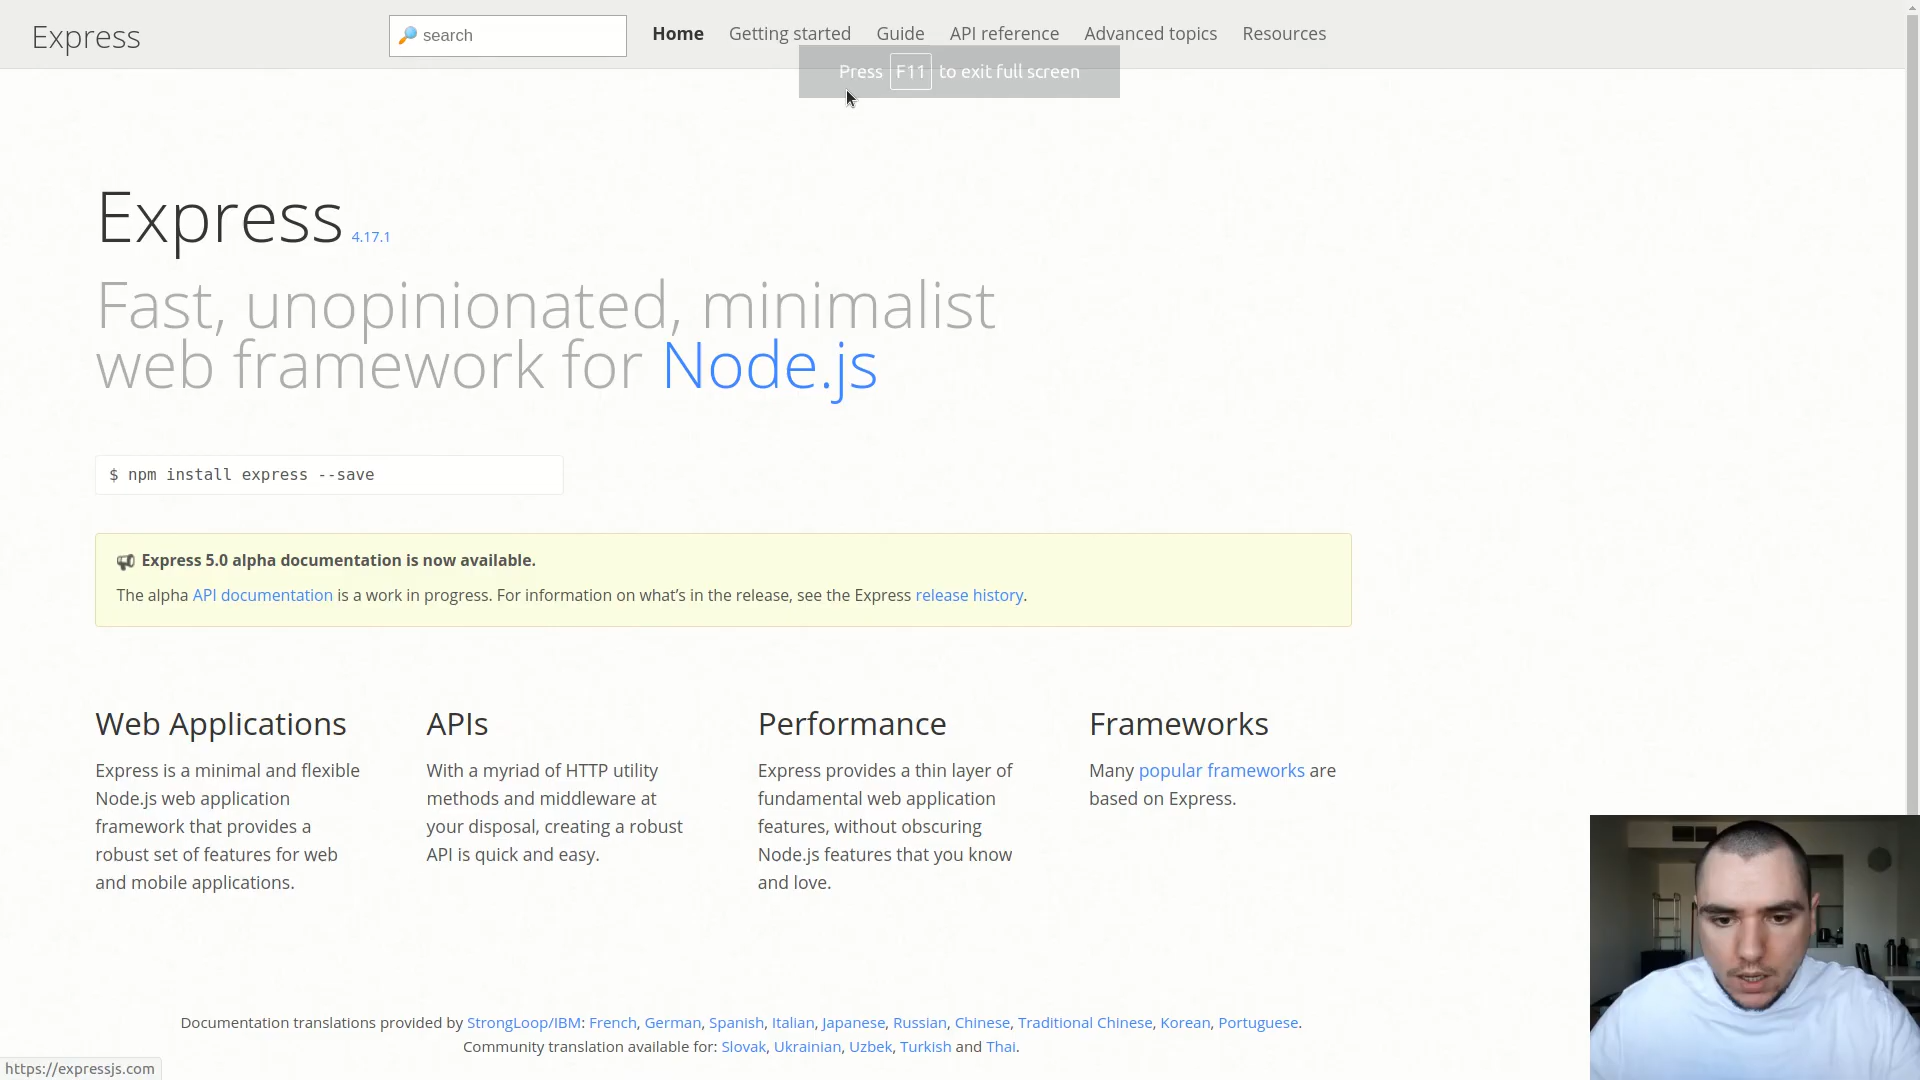 Express
search
Home Getting started Guide API reference Advanced topics Resources
Press F11 to exit full screen
Express 4.17.1
Fast, unopinionated, minimalist
web framework for Node.js
$ npm install express --save
Express 5.0 alpha documentation is now available.
The alpha API documentation is a work in progress. For information on what’s in the release, see the Express release history.
Web Applications
Express is a minimal and flexible
Node.js web application
framework that provides a
robust set of features for web
and mobile applications.
APIs
With a myriad of HTTP utility
methods and middleware at
your disposal, creating a robust
API is quick and easy.
Performance
Express provides a thin layer of
fundamental web application
features, without obscuring
Node.js features that you know
and love.
Frameworks
Many popular frameworks are
based on Express.
Documentation translations provided by StrongLoop/IBM: French, German, Spanish, Italian, Japanese, Russian, Chinese, Traditional Chinese, Korean, Portuguese.
Community translation available for: Slovak, Ukrainian, Uzbek, Turkish and Thai.
https://expressjs.com